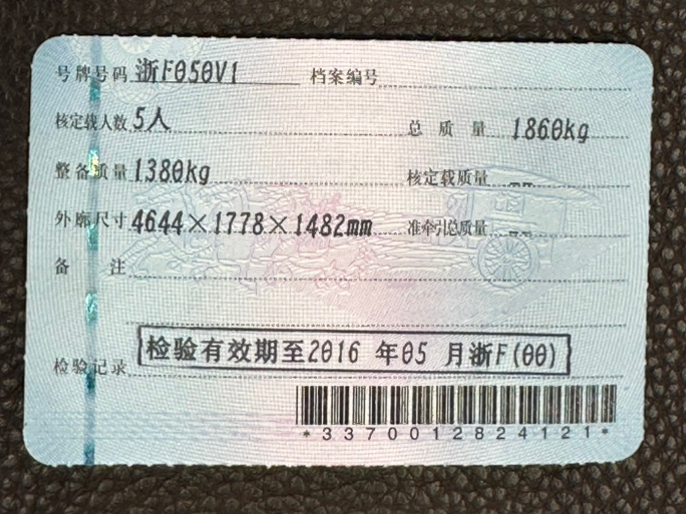 号牌号码 浙F050V1 档案编号
核定载人数 5人 总质量 1860kg
整备质量 1380kg 核定载质量 --
外廓尺寸 4644×1778×1482mm 准牵引总质量 --
备注
检验有效期至2016 年05 月浙F(00)
检验记录
*3370012824121*